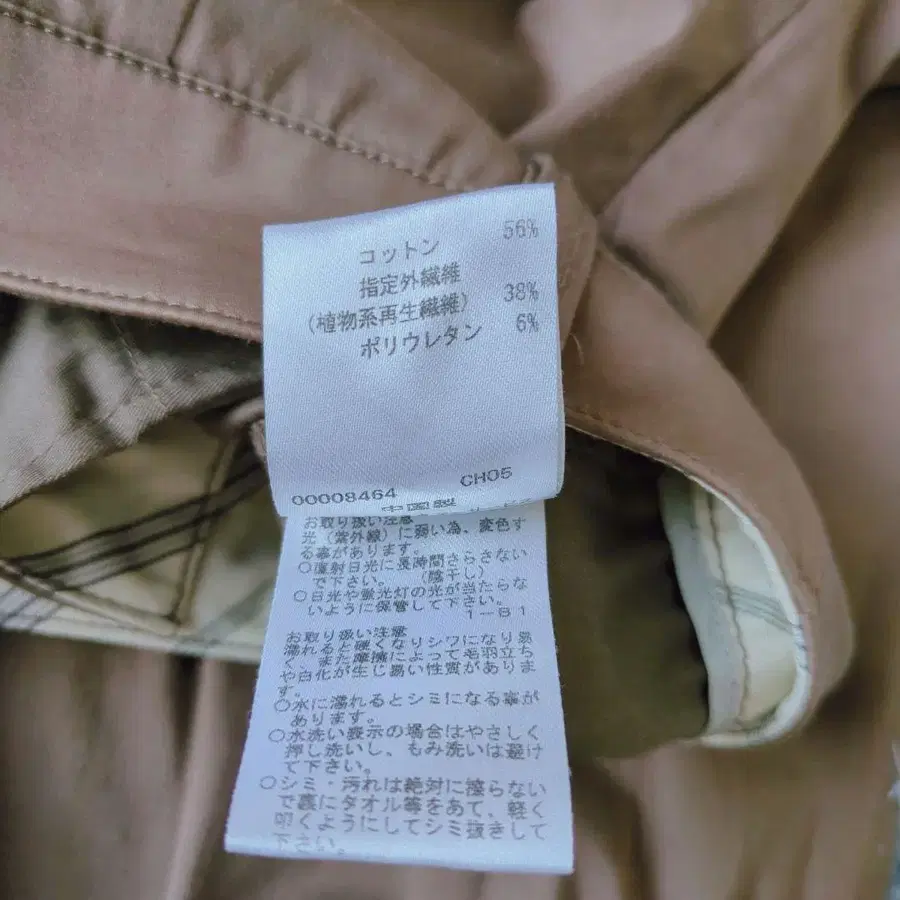 コットン 56%
指定外繊維
(植物系再生繊維) 38%
ポリウレタン 6%
00008464 CH05
中国製
お取り扱い注意
光(紫外線)に弱い為、変色す
る事があります。
○直射日光に長時間さらさない
で下さい。 (陰干し)
○日光や蛍光灯の光が当たらな
いように保管して下さい。
1-B1
お取り扱い注意
濡れると硬くなりシワになり易
く、また摩擦によって毛羽立ち
や白化が生じ易い性質がありま
す。
○水に濡れるとシミになる事が
あります。
○水洗い表示の場合はやさしく
押し洗いし、もみ洗いは避け
て下さい。
○シミ・汚れは絶対に擦らない
で裏にタオル等をあて、軽く
叩くようにしてシミ抜きして
下さい。